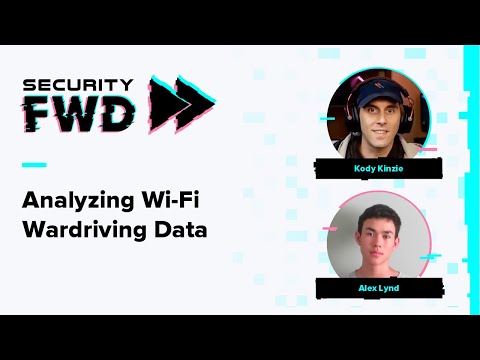 SECURITY
FWD
Analyzing Wi-Fi
Wardriving Data
Kody Kinzie
Alex Lynd